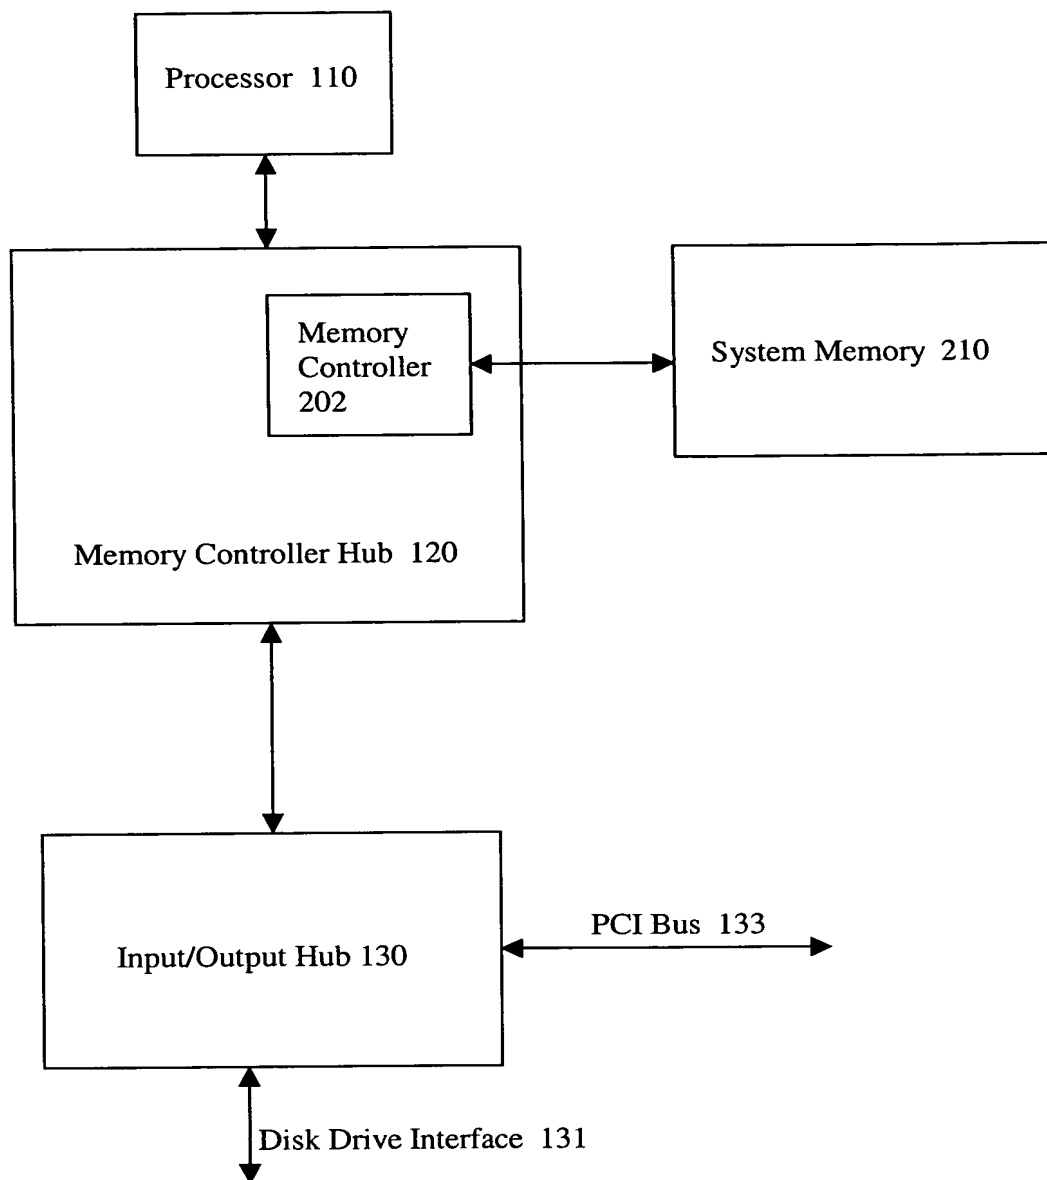 Processor 110
Memory
Controller
202
System Memory 210
Memory Controller Hub 120
PCI Bus 133
Input/Output Hub 130
Disk Drive Interface 131